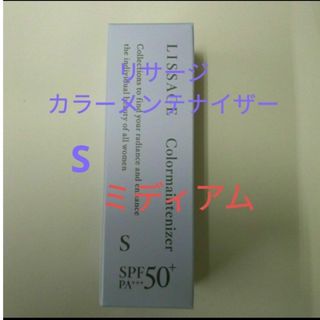 リサージ
カラーメンテナイザー
S
ミディアム
LISSAGE Colormaintenizer
Collections to find your radiance and enhance
the individual beauty of all women.
S
SPF50+
PA+++